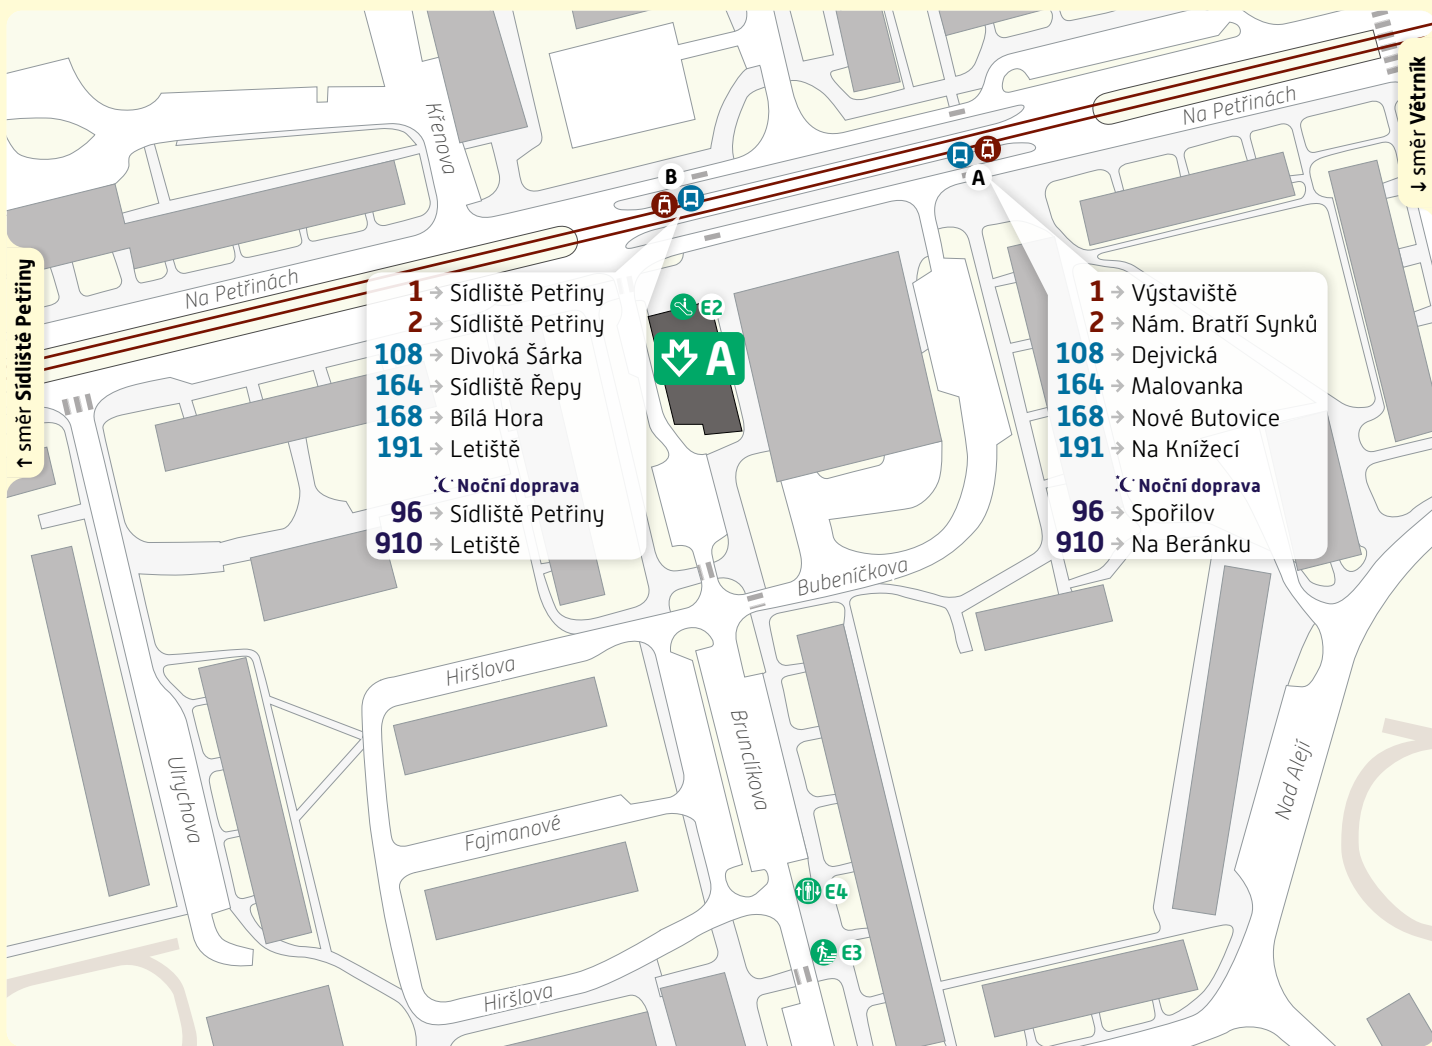 Křenova
Na Petřinách
↓ směr Větrník
B
A
Na Petřinách
↑ směr Sídliště Petřiny
E2
A
1 → Sídliště Petřiny
2 → Sídliště Petřiny
108 → Divoká Šárka
164 → Sídliště Řepy
168 → Bílá Hora
191 → Letiště
Noční doprava
96 → Sídliště Petřiny
910 → Letiště
1 → Výstaviště
2 → Nám. Bratří Synků
108 → Dejvická
164 → Malovanka
168 → Nové Butovice
191 → Na Knížecí
Noční doprava
96 → Spořilov
910 → Na Beránku
Bubeníčkova
Hiršlova
Brunclíkova
Ulrychova
Nad Alejí
Fajmanové
E4
E3
Hiršlova